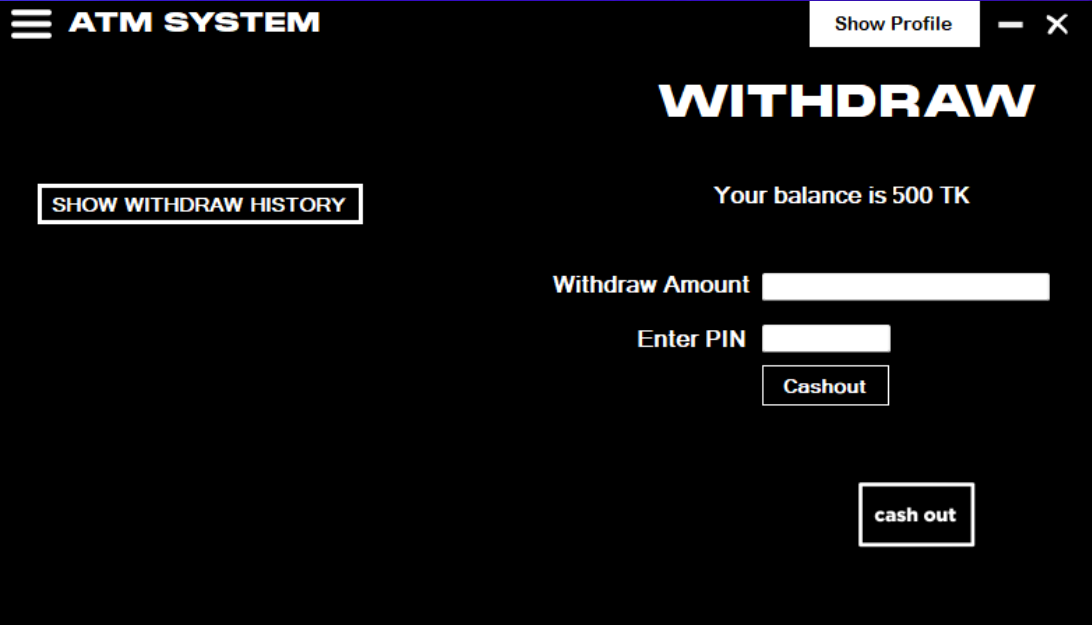 ATM SYSTEM
Show Profile
WITHDRAW
SHOW WITHDRAW HISTORY
Your balance is 500 TK
Withdraw Amount
Enter PIN
Cashout
cash out